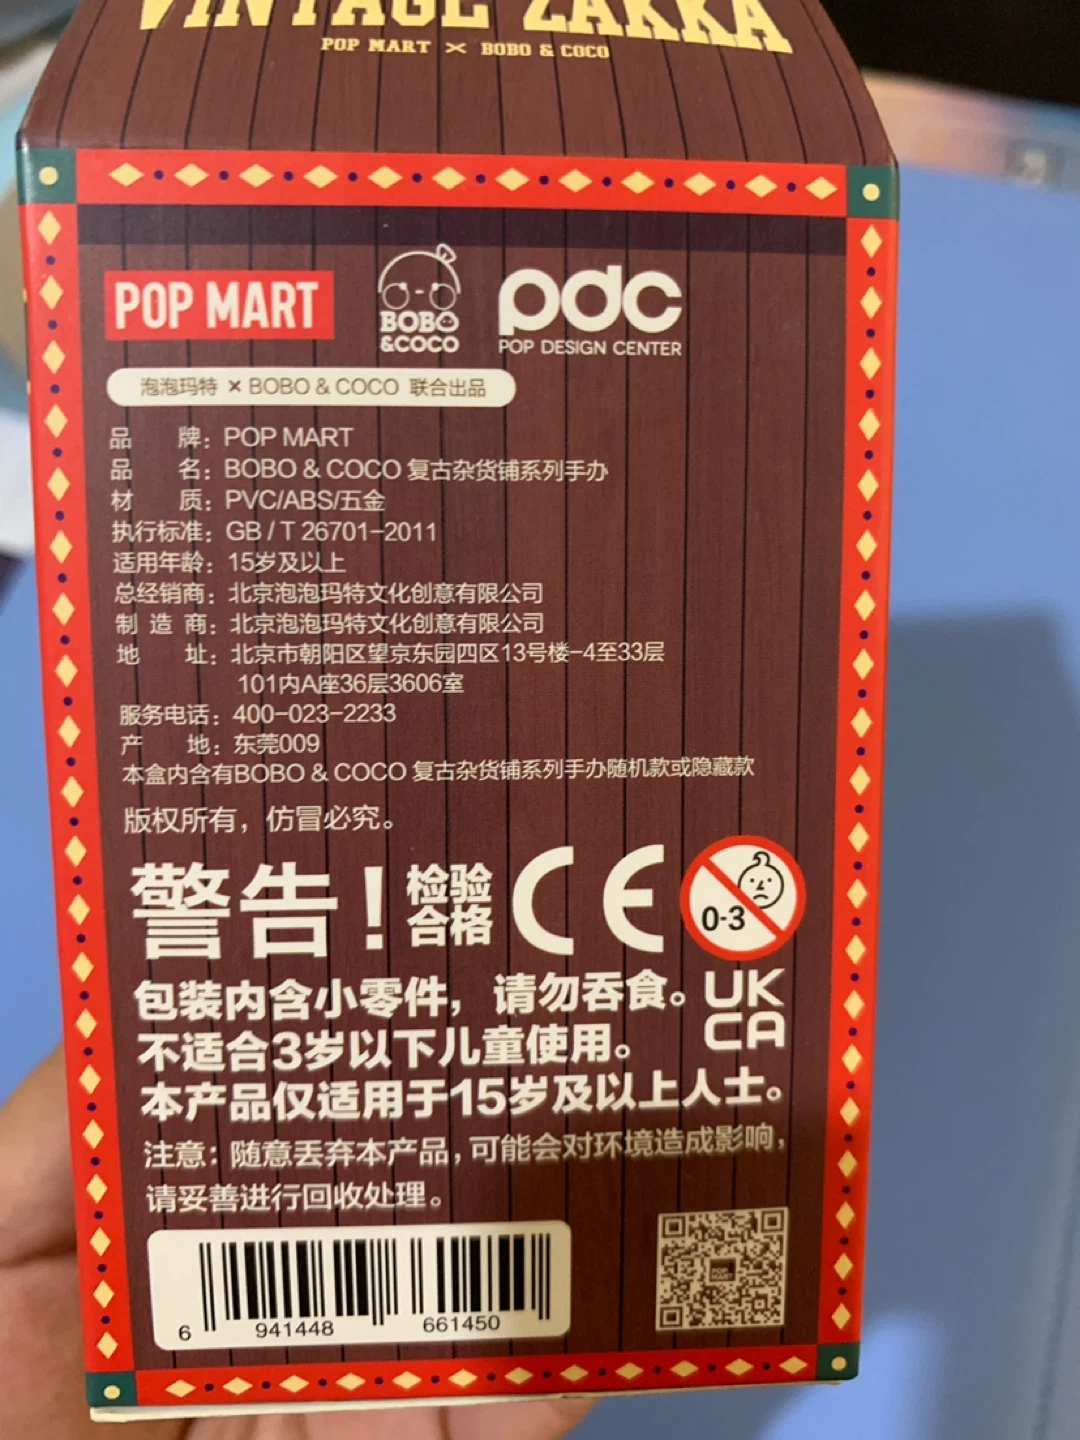 VINTAGE ZAKKA
POP MART × BOBO & COCO
POP MART
BOBO
&COCO
pdc
POP DESIGN CENTER
泡泡玛特 × BOBO & COCO 联合出品
品 牌：POP MART
品 名：BOBO & COCO 复古杂货铺系列手办
材 质：PVC/ABS/五金
执行标准：GB / T 26701-2011
适用年龄：15岁及以上
总经销商：北京泡泡玛特文化创意有限公司
制 造 商：北京泡泡玛特文化创意有限公司
地 址：北京市朝阳区望京东园四区13号楼-4至33层
101内A座36层3606室
服务电话：400-023-2233
产 地：东莞009
本盒内含有BOBO & COCO 复古杂货铺系列手办随机款或隐藏款
版权所有，仿冒必究。
警告！
检验
合格
CE
0-3
包装内含小零件，请勿吞食。
不适合3岁以下儿童使用。
UK
CA
本产品仅适用于15岁及以上人士。
注意：随意丢弃本产品，可能会对环境造成影响，
请妥善进行回收处理。
6 941448 661450
POP MART